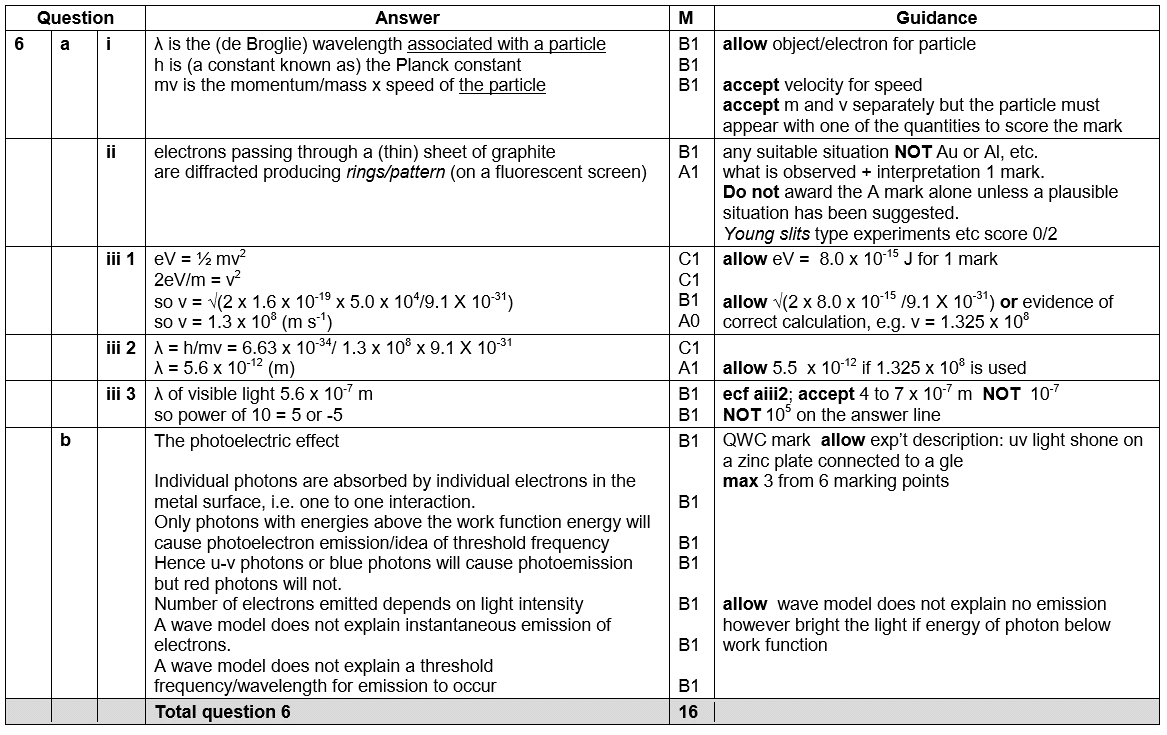 Question Answer M Guidance
6 a i λ is the (de Broglie) wavelength associated with a particle B1 allow object/electron for particle
h is (a constant known as) the Planck constant B1
mv is the momentum/mass x speed of the particle B1 accept velocity for speed
accept m and v separately but the particle must
appear with one of the quantities to score the mark
ii electrons passing through a (thin) sheet of graphite B1 any suitable situation NOT Au or Al, etc.
are diffracted producing rings/pattern (on a fluorescent screen) A1 what is observed + interpretation 1 mark.
Do not award the A mark alone unless a plausible
situation has been suggested.
Young slits type experiments etc score 0/2
iii 1 eV = ½ mv² C1 allow eV = 8.0 x 10⁻¹⁵ J for 1 mark
2eV/m = v² C1
so v = √(2 x 1.6 x 10⁻¹⁹ x 5.0 x 10⁴/9.1 X 10⁻³¹) B1 allow √(2 x 8.0 x 10⁻¹⁵ /9.1 X 10⁻³¹) or evidence of
so v = 1.3 x 10⁸ (m s⁻¹) A0 correct calculation, e.g. v = 1.325 x 10⁸
iii 2 λ = h/mv = 6.63 x 10⁻³⁴/ 1.3 x 10⁸ x 9.1 X 10⁻³¹ C1
λ = 5.6 x 10⁻¹² (m) A1 allow 5.5 x 10⁻¹² if 1.325 x 10⁸ is used
iii 3 λ of visible light 5.6 x 10⁻⁷ m B1 ecf aiii2; accept 4 to 7 x 10⁻⁷ m NOT 10⁻⁷
so power of 10 = 5 or -5 B1 NOT 10⁵ on the answer line
b The photoelectric effect B1 QWC mark allow exp't description: uv light shone on
a zinc plate connected to a gle
Individual photons are absorbed by individual electrons in the max 3 from 6 marking points
metal surface, i.e. one to one interaction. B1
Only photons with energies above the work function energy will
cause photoelectron emission/idea of threshold frequency B1
Hence u-v photons or blue photons will cause photoemission B1
but red photons will not.
Number of electrons emitted depends on light intensity B1 allow wave model does not explain no emission
A wave model does not explain instantaneous emission of however bright the light if energy of photon below
electrons. B1 work function
A wave model does not explain a threshold
frequency/wavelength for emission to occur B1
Total question 6 16